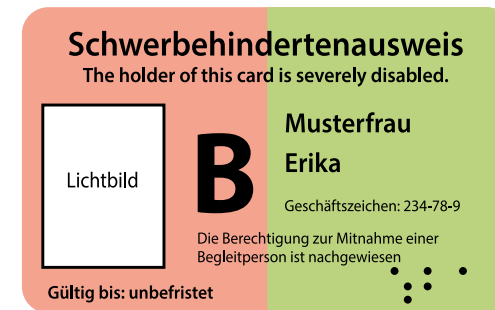 Schwerbehindertenausweis
The holder of this card is severely disabled.
Lichtbild
B
Musterfrau
Erika
Geschäftszeichen: 234-78-9
Die Berechtigung zur Mitnahme einer
Begleitperson ist nachgewiesen
Gültig bis: unbefristet